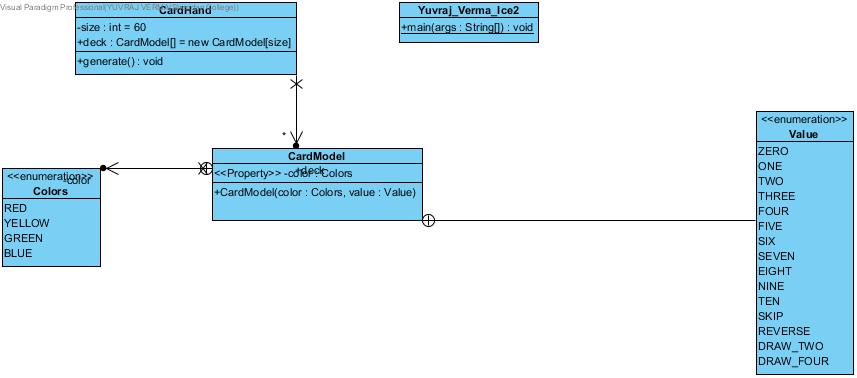 Visual Paradigm Professional(YUVRAJ VERMA
College))
CardHand
-size : int = 60
+deck : CardModel[] = new CardModel[size]
+generate() : void
Yuvraj_Verma_Ice2
+main(args : String[]) : void
*
CardModel
+deck
<<Property>> -color : Colors
+CardModel(color : Colors, value : Value)
<<enumeration>>
-color
Colors
RED
YELLOW
GREEN
BLUE
<<enumeration>>
Value
ZERO
ONE
TWO
THREE
FOUR
FIVE
SIX
SEVEN
EIGHT
NINE
TEN
SKIP
REVERSE
DRAW_TWO
DRAW_FOUR